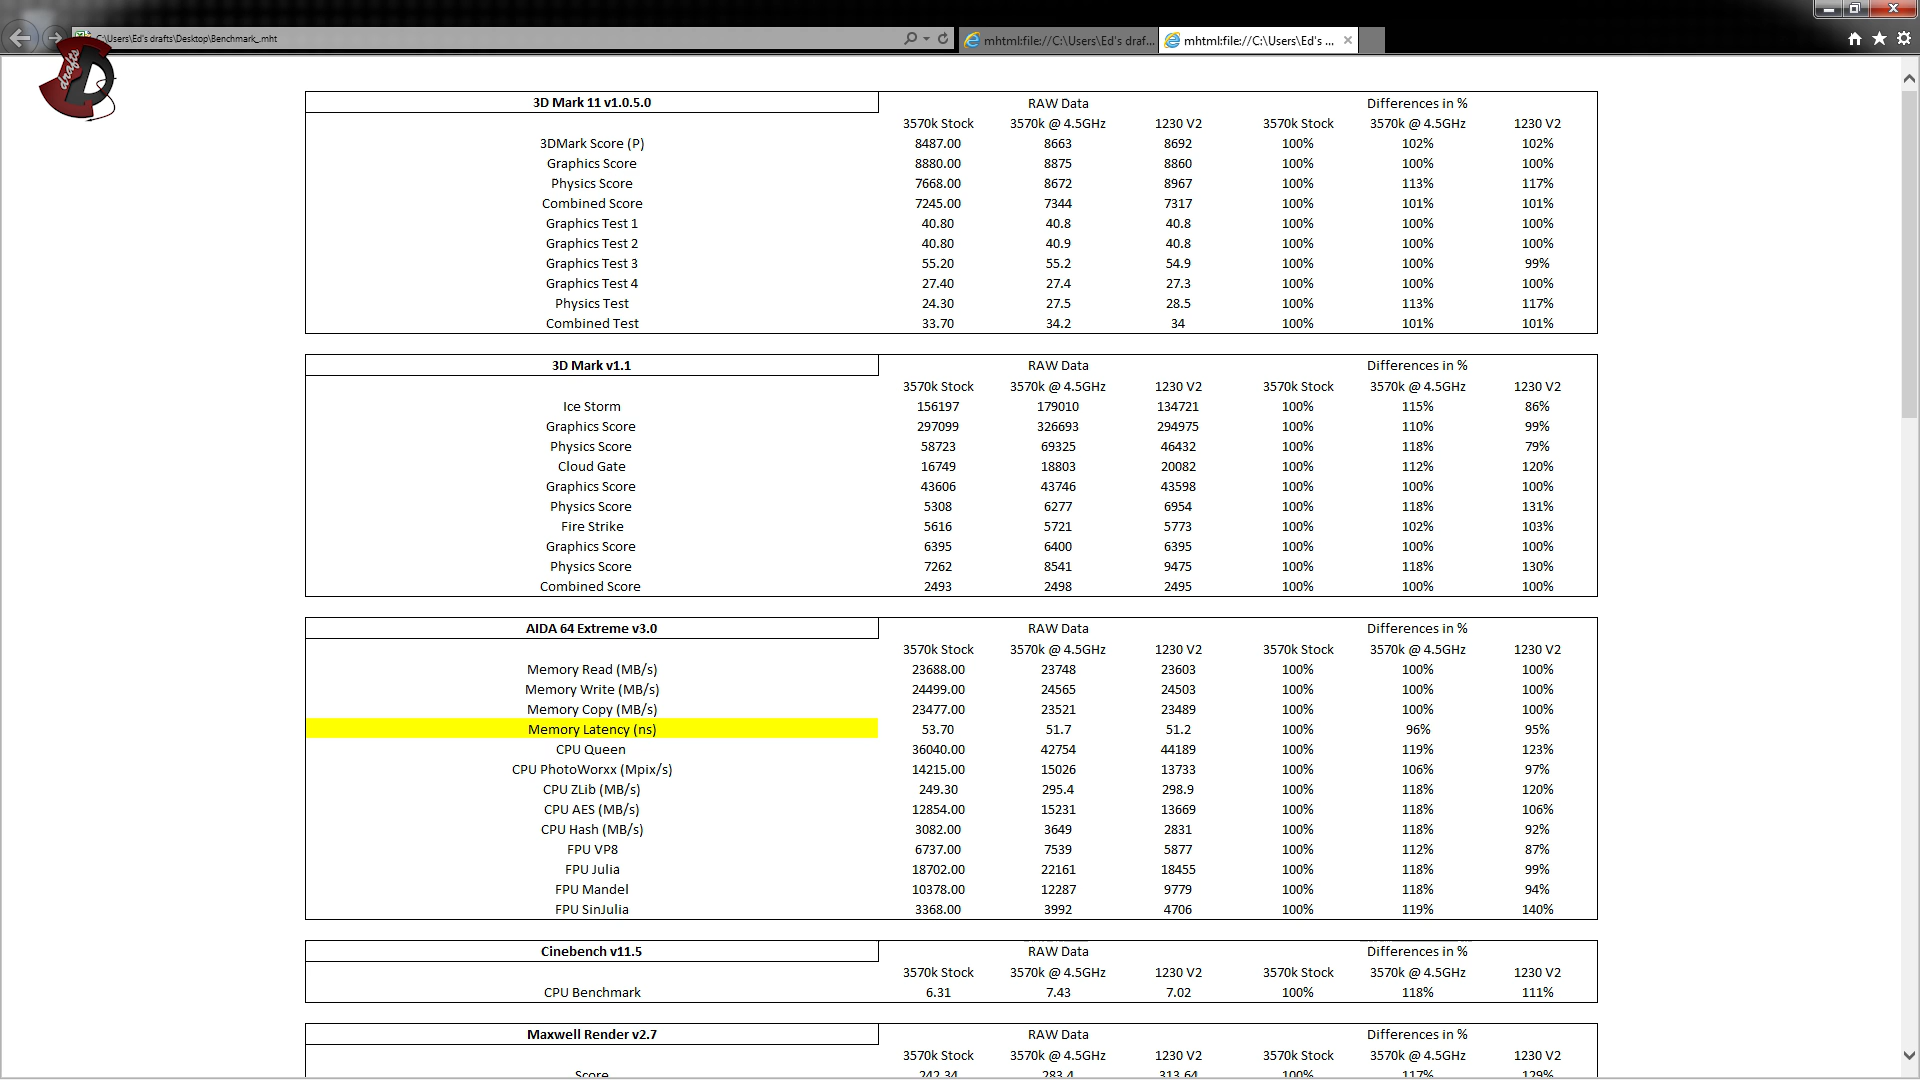 C:\Users\Ed's drafts\Desktop\Benchmark_.mht
mhtml:file://C:\Users\Ed's draf...
mhtml:file://C:\Users\Ed's ...
drafts
3D Mark 11 v1.0.5.0 RAW Data Differences in %
3570k Stock 3570k @ 4.5GHz 1230 V2 3570k Stock 3570k @ 4.5GHz 1230 V2
3DMark Score (P) 8487.00 8663 8692 100% 102% 102%
Graphics Score 8880.00 8875 8860 100% 100% 100%
Physics Score 7668.00 8672 8967 100% 113% 117%
Combined Score 7245.00 7344 7317 100% 101% 101%
Graphics Test 1 40.80 40.8 40.8 100% 100% 100%
Graphics Test 2 40.80 40.9 40.8 100% 100% 100%
Graphics Test 3 55.20 55.2 54.9 100% 100% 99%
Graphics Test 4 27.40 27.4 27.3 100% 100% 100%
Physics Test 24.30 27.5 28.5 100% 113% 117%
Combined Test 33.70 34.2 34 100% 101% 101%
3D Mark v1.1 RAW Data Differences in %
3570k Stock 3570k @ 4.5GHz 1230 V2 3570k Stock 3570k @ 4.5GHz 1230 V2
Ice Storm 156197 179010 134721 100% 115% 86%
Graphics Score 297099 326693 294975 100% 110% 99%
Physics Score 58723 69325 46432 100% 118% 79%
Cloud Gate 16749 18803 20082 100% 112% 120%
Graphics Score 43606 43746 43598 100% 100% 100%
Physics Score 5308 6277 6954 100% 118% 131%
Fire Strike 5616 5721 5773 100% 102% 103%
Graphics Score 6395 6400 6395 100% 100% 100%
Physics Score 7262 8541 9475 100% 118% 130%
Combined Score 2493 2498 2495 100% 100% 100%
AIDA 64 Extreme v3.0 RAW Data Differences in %
3570k Stock 3570k @ 4.5GHz 1230 V2 3570k Stock 3570k @ 4.5GHz 1230 V2
Memory Read (MB/s) 23688.00 23748 23603 100% 100% 100%
Memory Write (MB/s) 24499.00 24565 24503 100% 100% 100%
Memory Copy (MB/s) 23477.00 23521 23489 100% 100% 100%
Memory Latency (ns) 53.70 51.7 51.2 100% 96% 95%
CPU Queen 36040.00 42754 44189 100% 119% 123%
CPU PhotoWorxx (Mpix/s) 14215.00 15026 13733 100% 106% 97%
CPU ZLib (MB/s) 249.30 295.4 298.9 100% 118% 120%
CPU AES (MB/s) 12854.00 15231 13669 100% 118% 106%
CPU Hash (MB/s) 3082.00 3649 2831 100% 118% 92%
FPU VP8 6737.00 7539 5877 100% 112% 87%
FPU Julia 18702.00 22161 18455 100% 118% 99%
FPU Mandel 10378.00 12287 9779 100% 118% 94%
FPU SinJulia 3368.00 3992 4706 100% 119% 140%
Cinebench v11.5 RAW Data Differences in %
3570k Stock 3570k @ 4.5GHz 1230 V2 3570k Stock 3570k @ 4.5GHz 1230 V2
CPU Benchmark 6.31 7.43 7.02 100% 118% 111%
Maxwell Render v2.7 RAW Data Differences in %
3570k Stock 3570k @ 4.5GHz 1230 V2 3570k Stock 3570k @ 4.5GHz 1230 V2
Score 242.34 283.4 313.64 100% 117% 129%